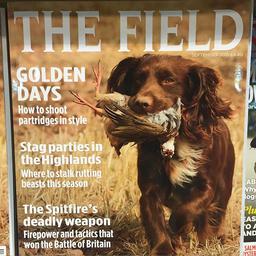 THE FIELD
SEPTEMBER
GOLDEN
DAYS
How to shoot
partridges in style
Stag parties in
the Highlands
Where to stalk rutting
beasts this season
The Spitfire's
deadly weapon
Firepower and tactics that
won the Battle of Britain